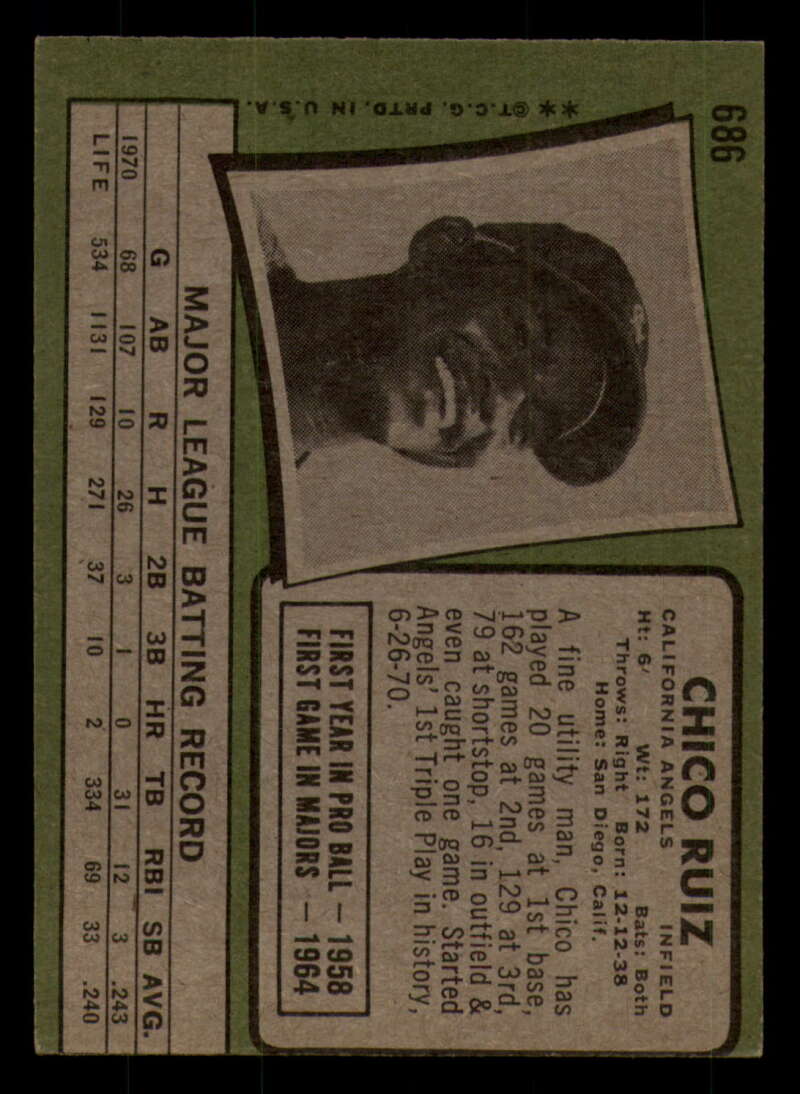 686
** ©T.C.G. PRTD. IN U.S.A.
CHICO RUIZ
CALIFORNIA ANGELS INFIELD
Ht: 6' Wt: 172 Bats: Both
Throws: Right Born: 12-12-38
Home: San Diego, Calif.
A fine utility man, Chico has
played 20 games at 1st base,
162 games at 2nd, 129 at 3rd,
79 at shortstop, 16 in outfield &
even caught one game. Started
Angels' 1st Triple Play in history,
6-26-70.
FIRST YEAR IN PRO BALL — 1958
FIRST GAME IN MAJORS — 1964
MAJOR LEAGUE BATTING RECORD
G AB R H 2B 3B HR TB RBI SB AVG.
1970 68 107 10 26 3 1 0 31 12 3 .243
LIFE 534 1131 129 271 37 10 2 334 69 33 .240